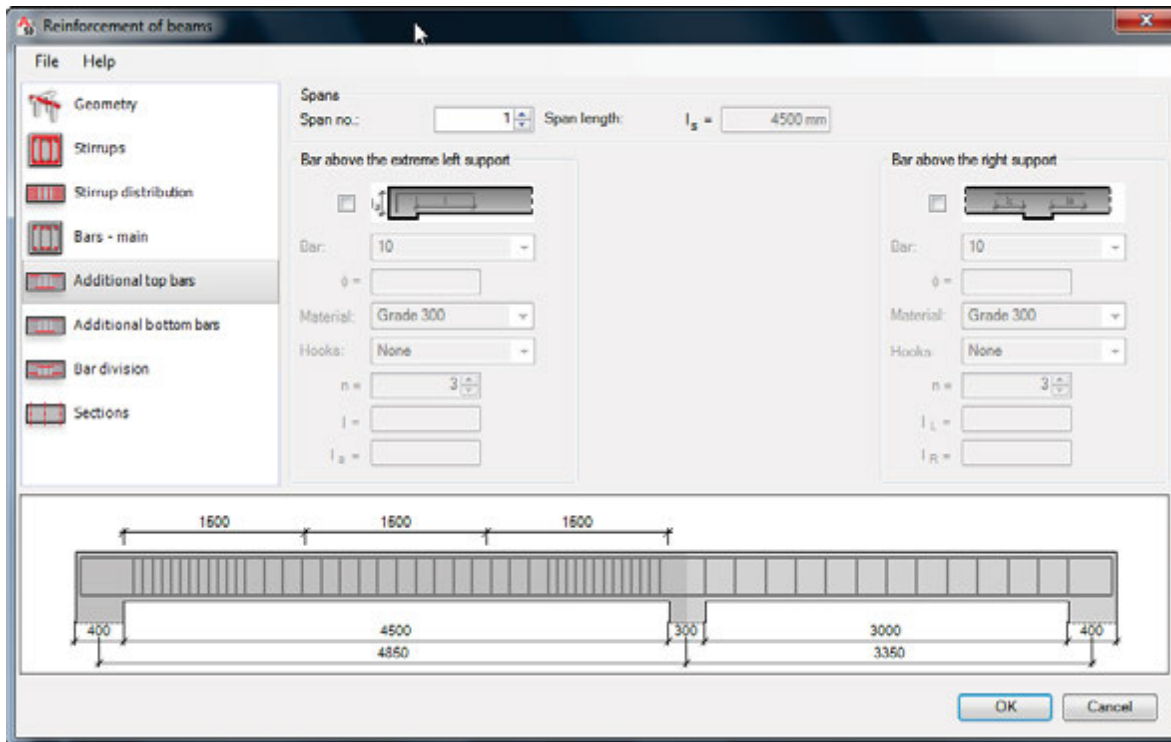 Reinforcement of beams
File Help
Geometry
Stirrups
Stirrup distribution
Bars - main
Additional top bars
Additional bottom bars
Bar division
Sections
Spans
Span no.: 1 Span length: l s = 4500 mm
Bar above the extreme left support
l a l
Bar: 10
ϕ =
Material: Grade 300
Hooks: None
n = 3
l =
l a =
Bar above the right support
Bar: 10
ϕ =
Material: Grade 300
Hooks: None
n = 3
l L =
l R =
1500 1500 1500
400 4500 300 3000 400
4850 3350
OK Cancel